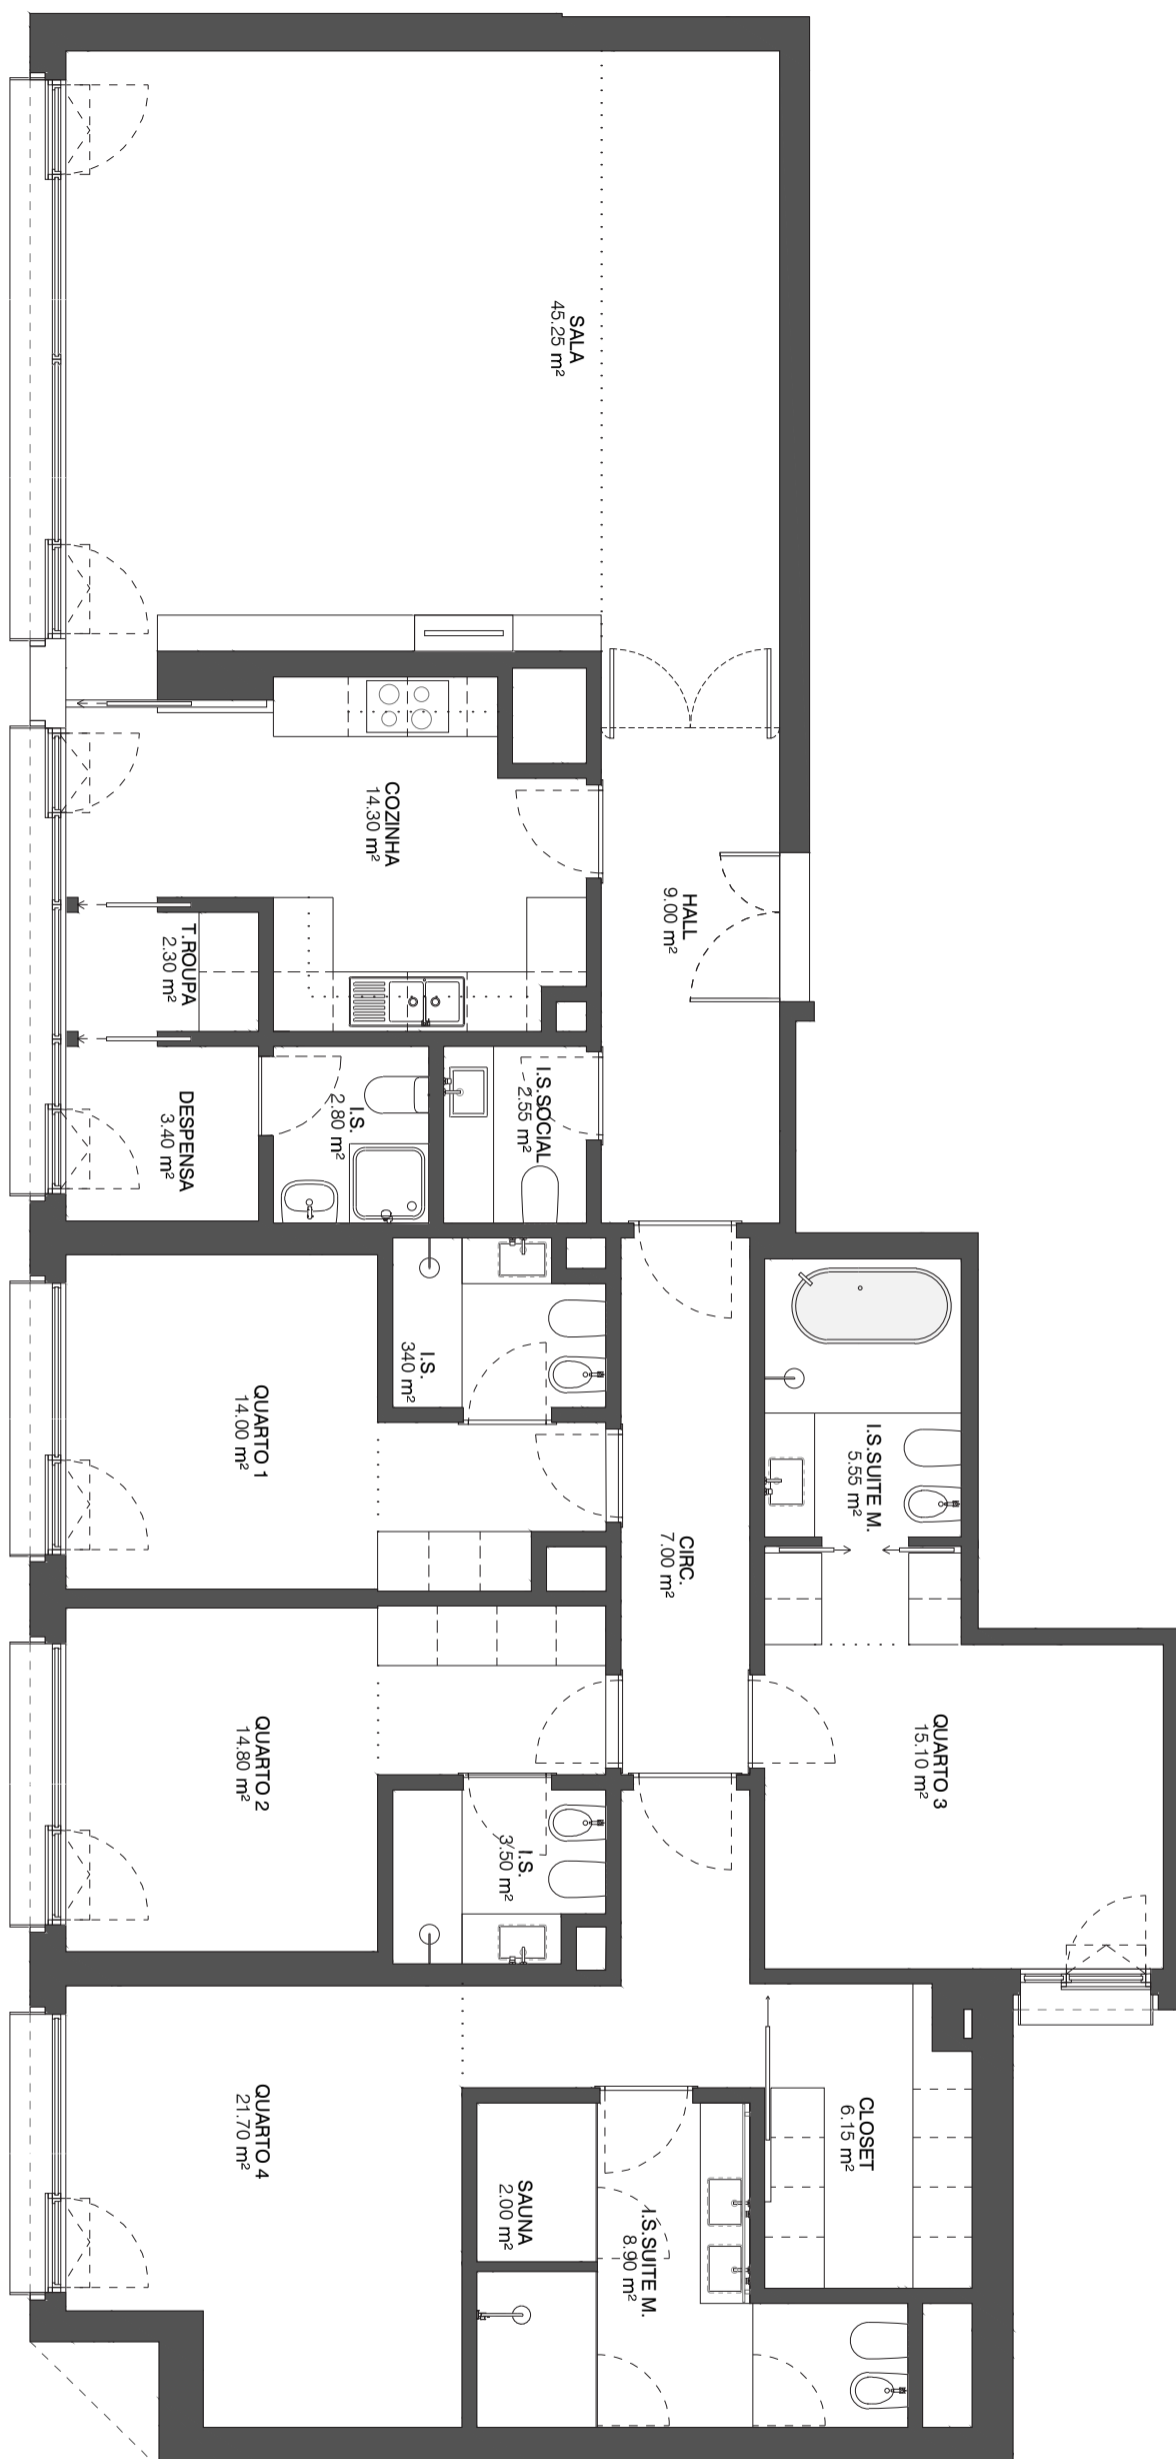 SALA
45.25 m²
COZINHA
14.30 m²
HALL
9.00 m²
T.ROUPA
2.30 m²
DESPENSA
3.40 m²
I.S.
2.80 m²
I.S.SOCIAL
2.55 m²
I.S.
340 m²
QUARTO 1
14.00 m²
I.S.SUITE M.
5.55 m²
CIRC.
7.00 m²
QUARTO 2
14.80 m²
QUARTO 3
15.10 m²
I.S.
3.50 m²
QUARTO 4
21.70 m²
CLOSET
6.15 m²
SAUNA
2.00 m²
I.S.SUITE M.
8.90 m²